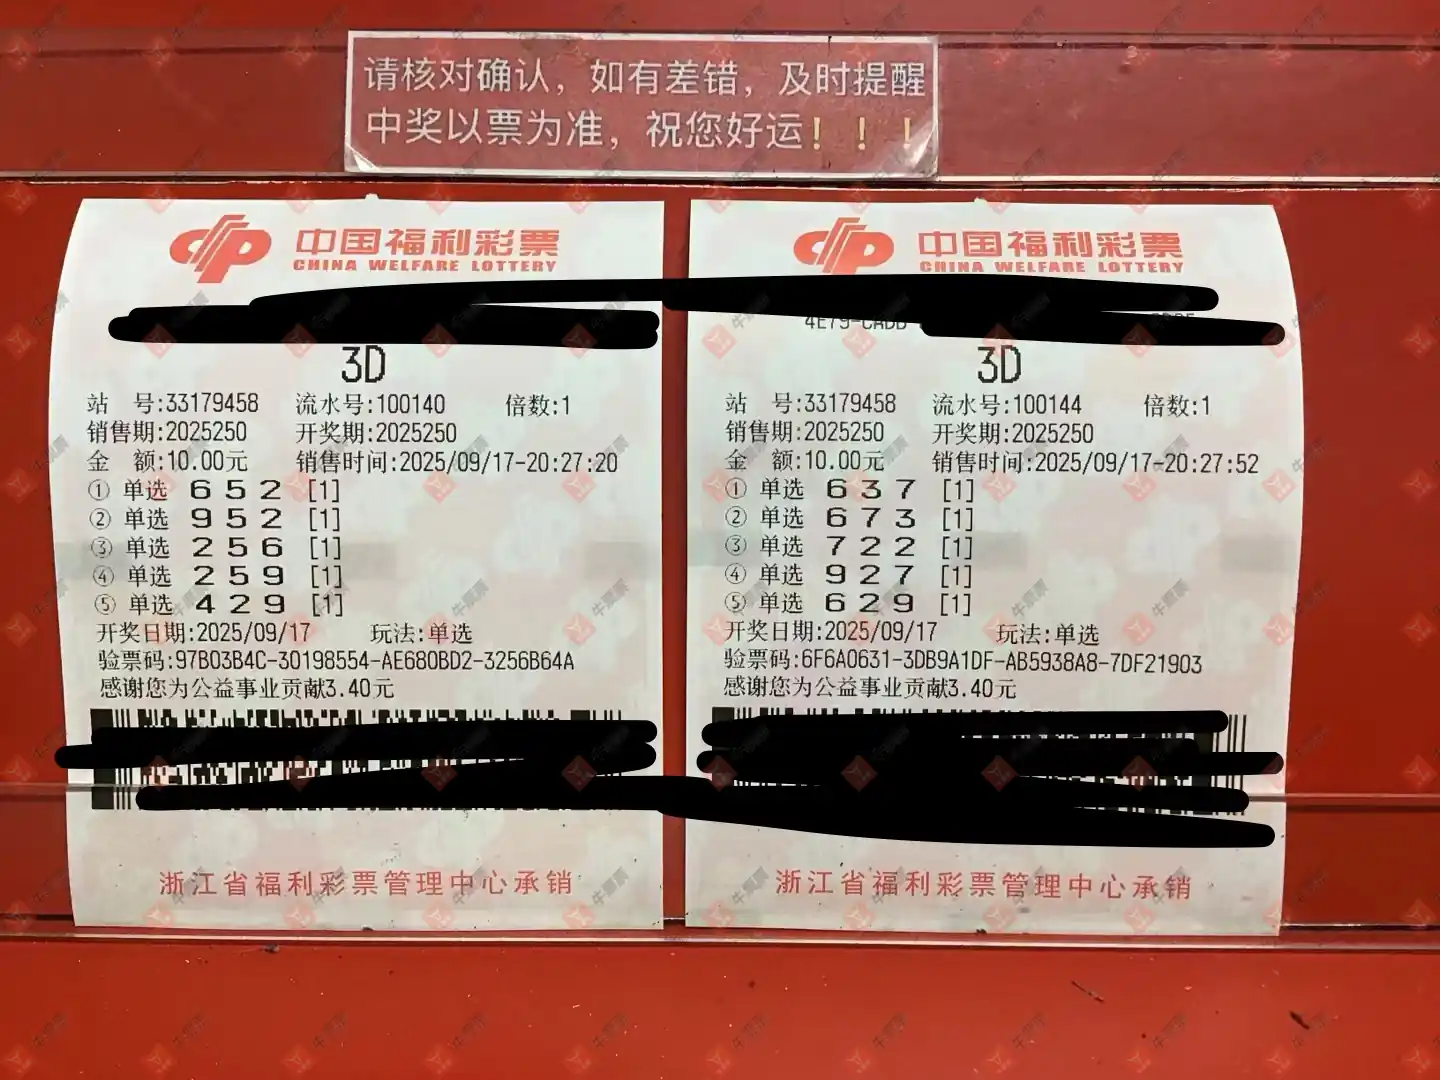 请核对确认，如有差错，及时提醒
中奖以票为准，祝您好运！！！
中国福利彩票
CHINA WELFARE LOTTERY
3D
站 号:33179458 流水号:100140 倍数:1
销售期:2025250 开奖期:2025250
金 额:10.00元 销售时间:2025/09/17-20:27:20
① 单选 6 5 2 [1]
② 单选 9 5 2 [1]
③ 单选 2 5 6 [1]
④ 单选 2 5 9 [1]
⑤ 单选 4 2 9 [1]
开奖日期:2025/09/17 玩法:单选
验票码:97B03B4C-30198554-AE680BD2-3256B64A
感谢您为公益事业贡献3.40元
浙江省福利彩票管理中心承销
中国福利彩票
CHINA WELFARE LOTTERY
3D
站 号:33179458 流水号:100144 倍数:1
销售期:2025250 开奖期:2025250
金 额:10.00元 销售时间:2025/09/17-20:27:52
① 单选 6 3 7 [1]
② 单选 6 7 3 [1]
③ 单选 7 2 2 [1]
④ 单选 9 2 7 [1]
⑤ 单选 6 2 9 [1]
开奖日期:2025/09/17 玩法:单选
验票码:6F6A0631-3DB9A1DF-AB5938A8-7DF21903
感谢您为公益事业贡献3.40元
浙江省福利彩票管理中心承销